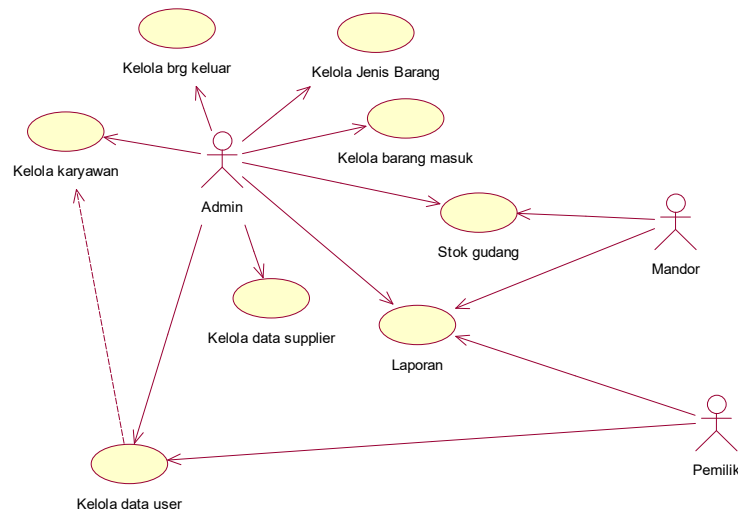 Kelola brg keluar
Kelola Jenis Barang
Kelola barang masuk
Kelola karyawan
Admin
Stok gudang
Mandor
Kelola data supplier
Laporan
Pemilik
Kelola data user